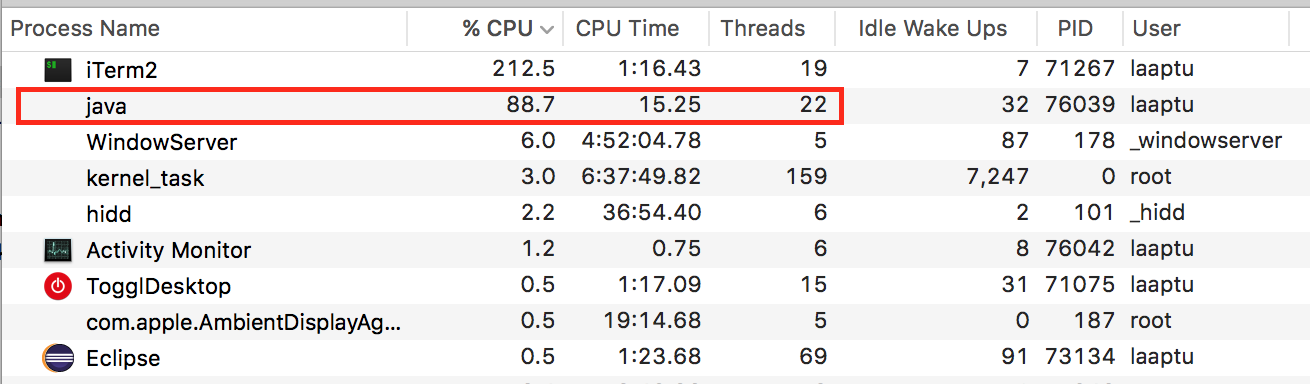 Process Name % CPU CPU Time Threads Idle Wake Ups PID User
iTerm2 212.5 1:16.43 19 7 71267 laaptu
java 88.7 15.25 22 32 76039 laaptu
WindowServer 6.0 4:52:04.78 5 87 178 _windowserver
kernel_task 3.0 6:37:49.82 159 7,247 0 root
hidd 2.2 36:54.40 6 2 101 _hidd
Activity Monitor 1.2 0.75 6 8 76042 laaptu
TogglDesktop 0.5 1:17.09 15 31 71075 laaptu
com.apple.AmbientDisplayAg... 0.5 19:14.68 5 0 187 root
Eclipse 0.5 1:23.68 69 91 73134 laaptu